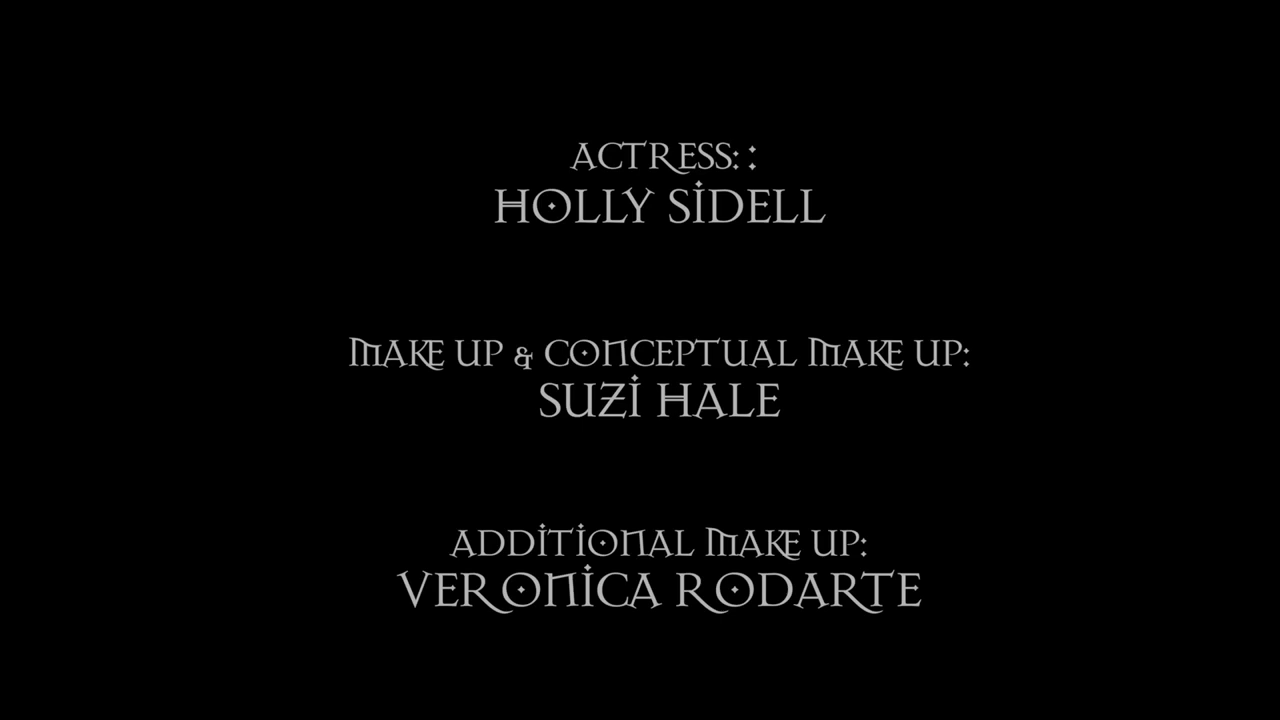 ACTRESS: :
HOLLY SIDELL
MAKE UP & CONCEPTUAL MAKE UP:
SUZI HALE
ADDITIONAL MAKE UP:
VERONICA RODARTE